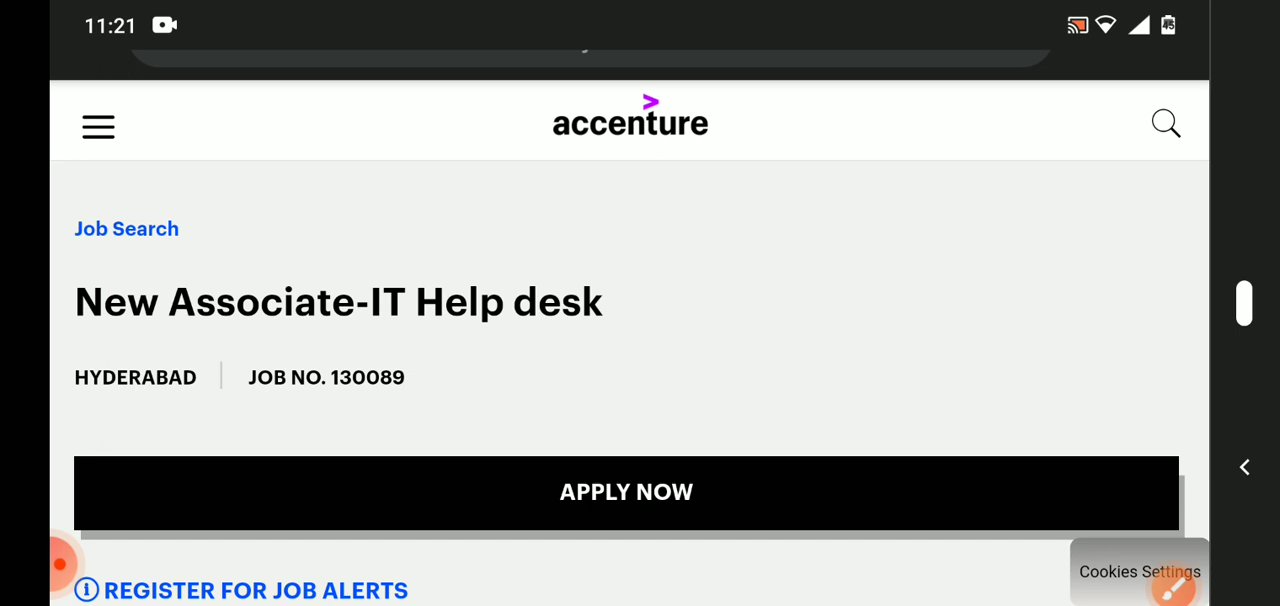 11:21
45
accenture
Job Search
New Associate-IT Help desk
HYDERABAD JOB NO. 130089
APPLY NOW
REGISTER FOR JOB ALERTS
Cookies Settings